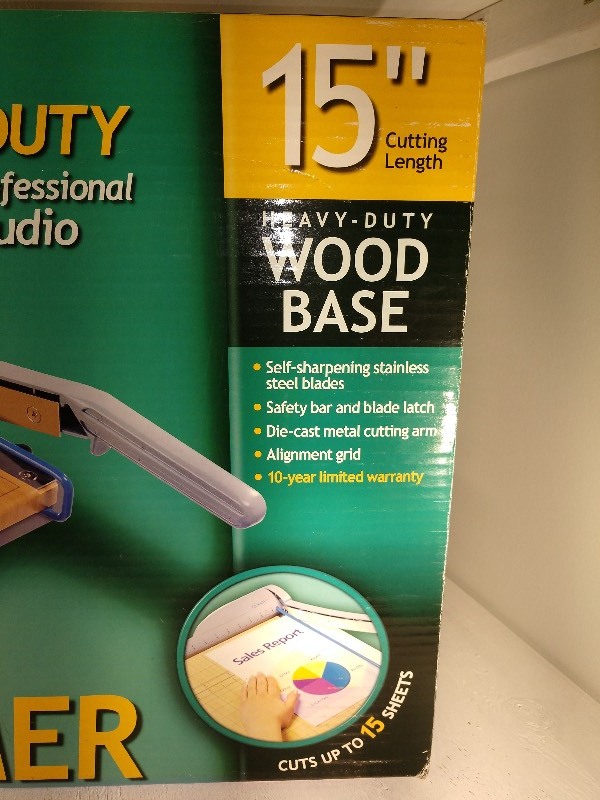 DUTY
fessional
udio
15"
Cutting
Length
HEAVY-DUTY
WOOD
BASE
• Self-sharpening stainless
steel blades
• Safety bar and blade latch
• Die-cast metal cutting arm
• Alignment grid
• 10-year limited warranty
Sales Report
CUTS UP TO 15 SHEETS
MER